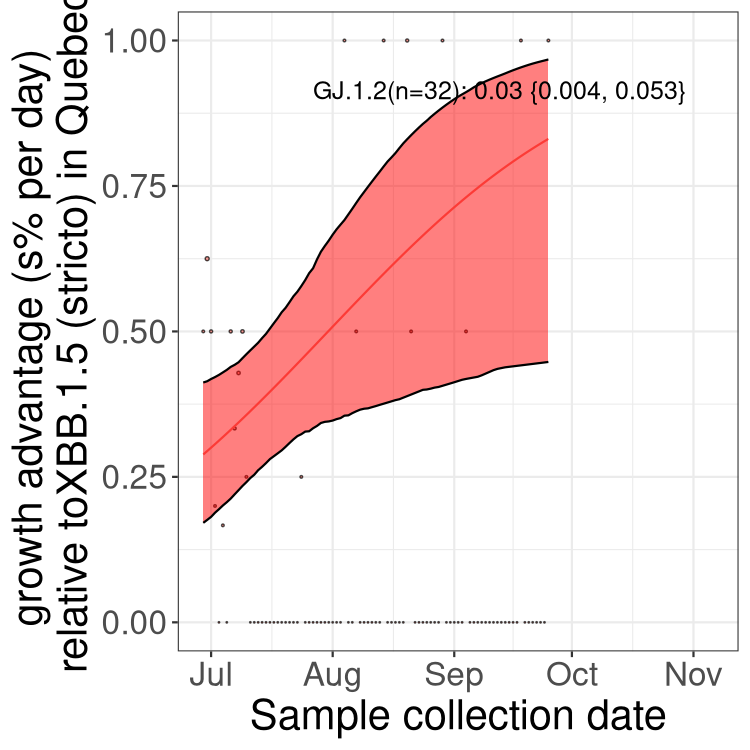 growth advantage (s% per day)
relative toXBB.1.5 (stricto) in Quebec
1.00
0.75
0.50
0.25
0.00
GJ.1.2(n=32): 0.03 {0.004, 0.053}
Jul Aug Sep Oct Nov
Sample collection date